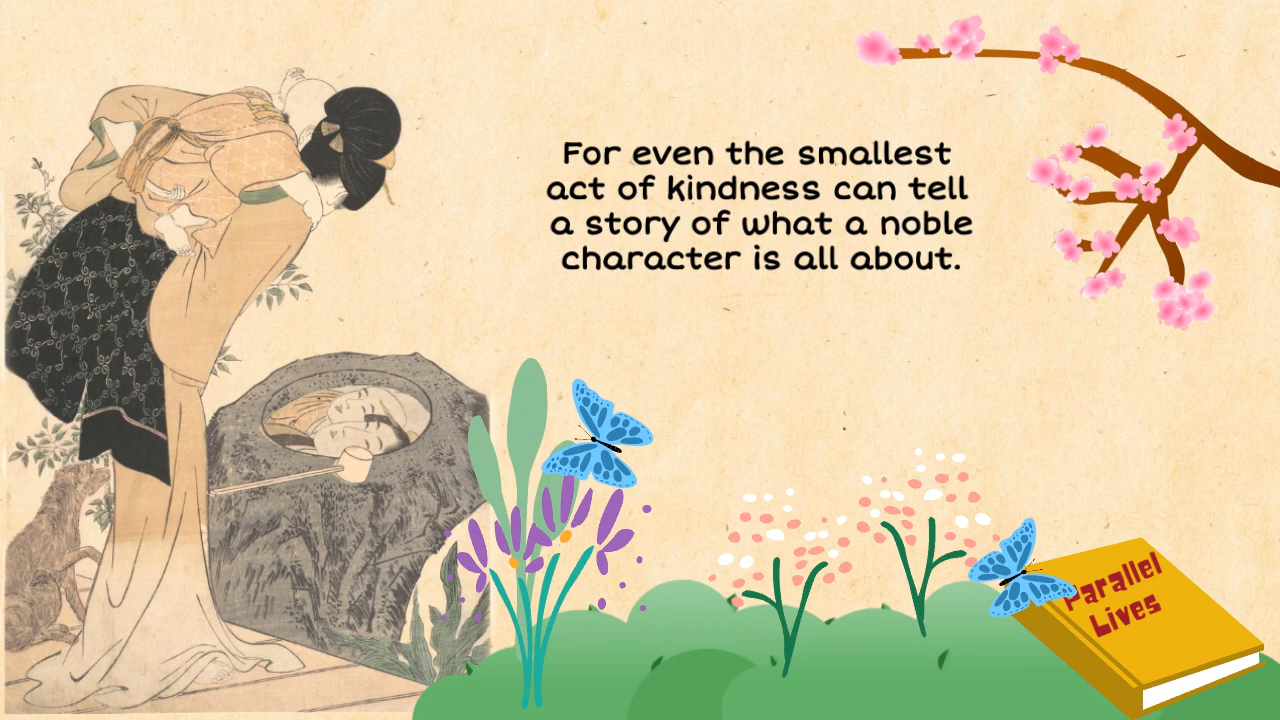 For even the smallest
act of kindness can tell
a story of what a noble
character is all about.
Parallel
Lives